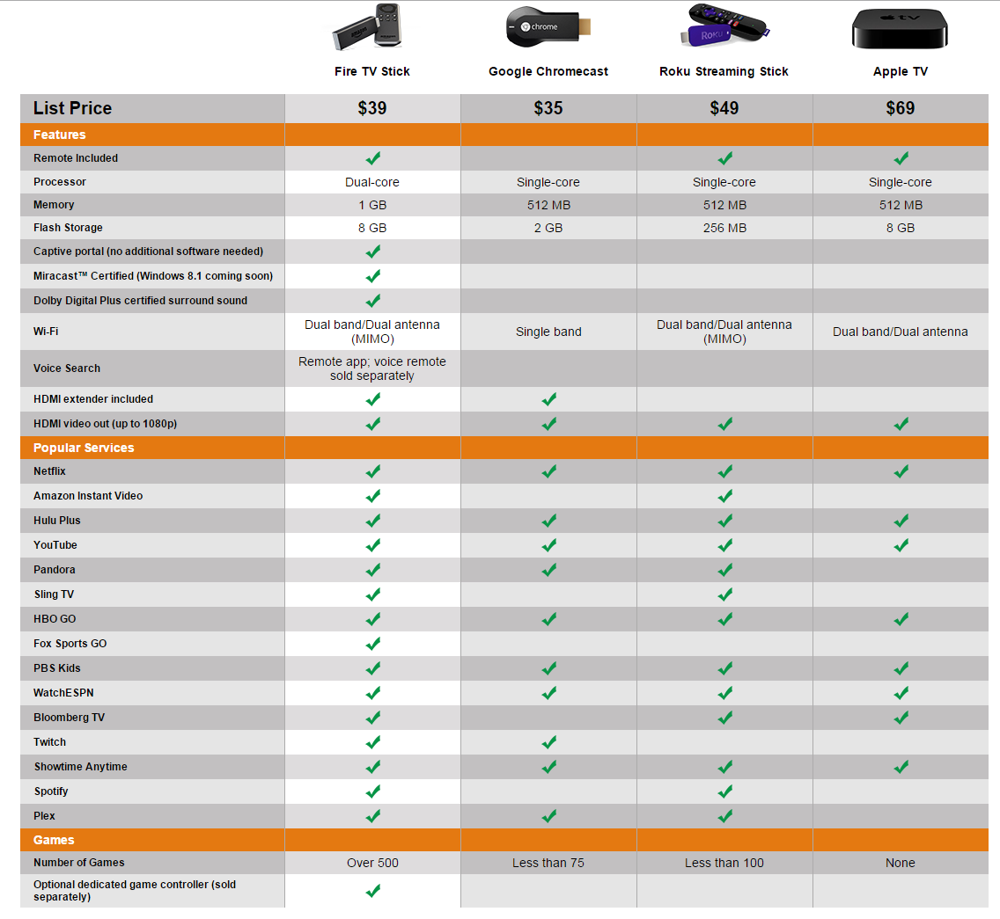 amazon
chrome
Roku
tv
Fire TV Stick Google Chromecast Roku Streaming Stick Apple TV
List Price $39 $35 $49 $69
Features
Remote Included
Processor Dual-core Single-core Single-core Single-core
Memory 1 GB 512 MB 512 MB 512 MB
Flash Storage 8 GB 2 GB 256 MB 8 GB
Captive portal (no additional software needed)
Miracast™ Certified (Windows 8.1 coming soon)
Dolby Digital Plus certified surround sound
Wi-Fi Dual band/Dual antenna (MIMO) Single band Dual band/Dual antenna (MIMO) Dual band/Dual antenna
Voice Search Remote app; voice remote sold separately
HDMI extender included
HDMI video out (up to 1080p)
Popular Services
Netflix
Amazon Instant Video
Hulu Plus
YouTube
Pandora
Sling TV
HBO GO
Fox Sports GO
PBS Kids
WatchESPN
Bloomberg TV
Twitch
Showtime Anytime
Spotify
Plex
Games
Number of Games Over 500 Less than 75 Less than 100 None
Optional dedicated game controller (sold
separately)